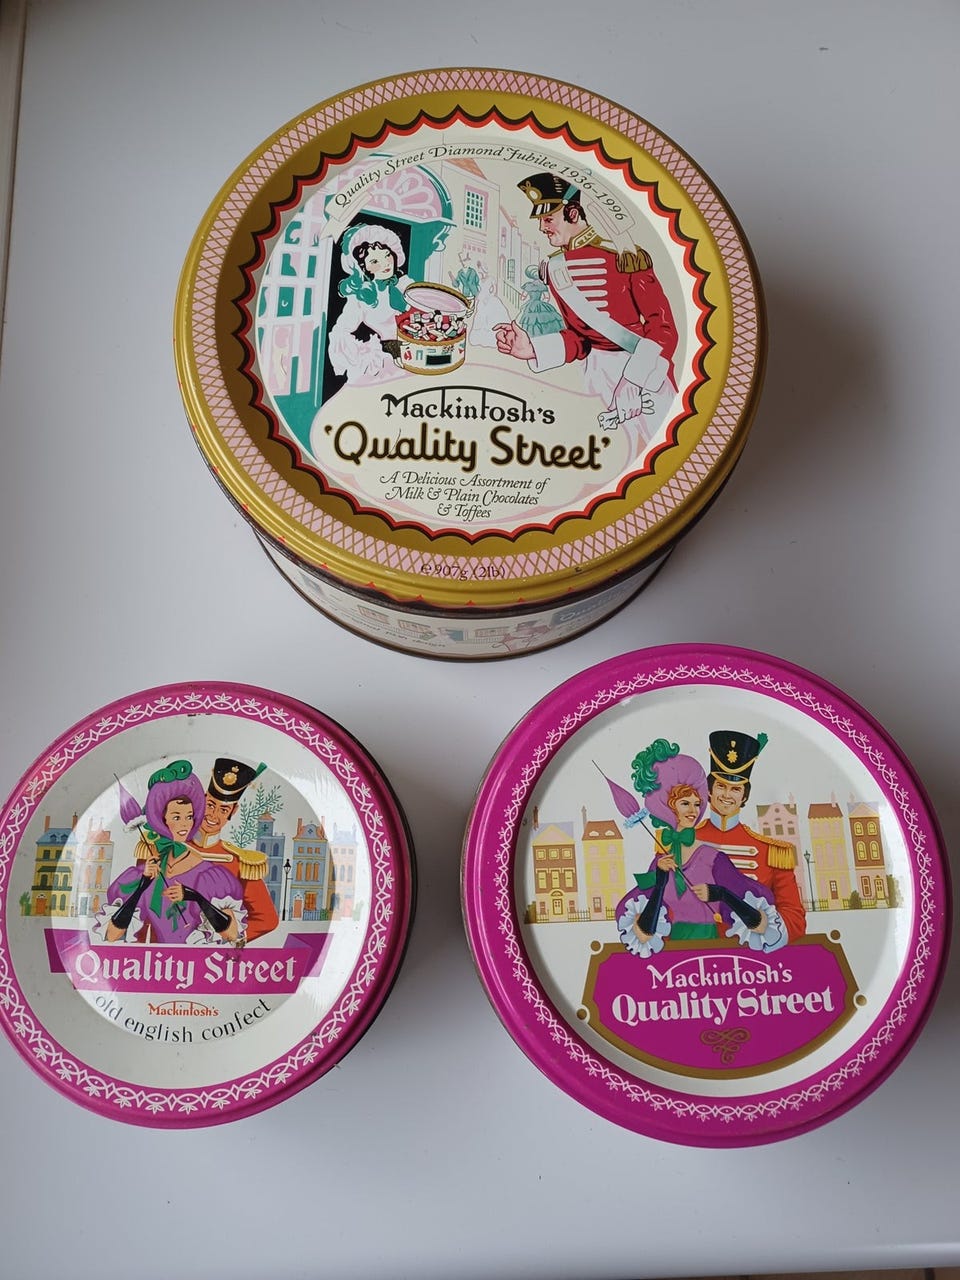 Quality Street Diamond Jubilee 1936-1996
Mackintosh's
'Quality Street'
A Delicious Assortment of
Milk & Plain Chocolates
& Toffees
e 907g (2lb)
Quality Street
Mackintosh's
old english confect
Mackintosh's
Quality Street